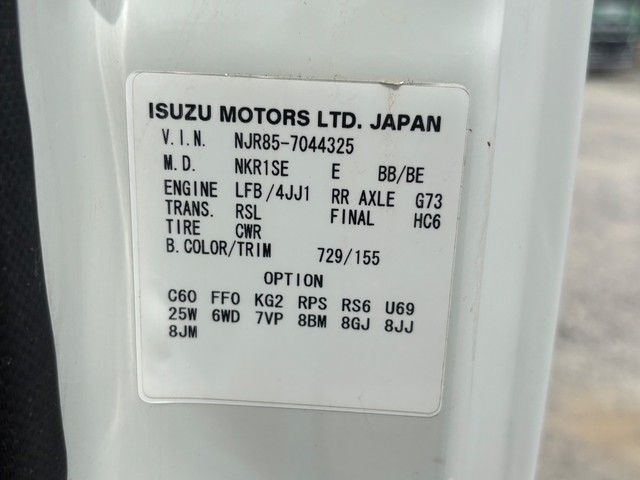 ISUZU MOTORS LTD. JAPAN
V.I.N. NJR85-7044325
M.D. NKR1SE E BB/BE
ENGINE LFB/4JJ1 RR AXLE G73
TRANS. RSL FINAL HC6
TIRE CWR
B.COLOR/TRIM 729/155
OPTION
C60 FF0 KG2 RPS RS6 U69
25W 6WD 7VP 8BM 8GJ 8JJ
8JM